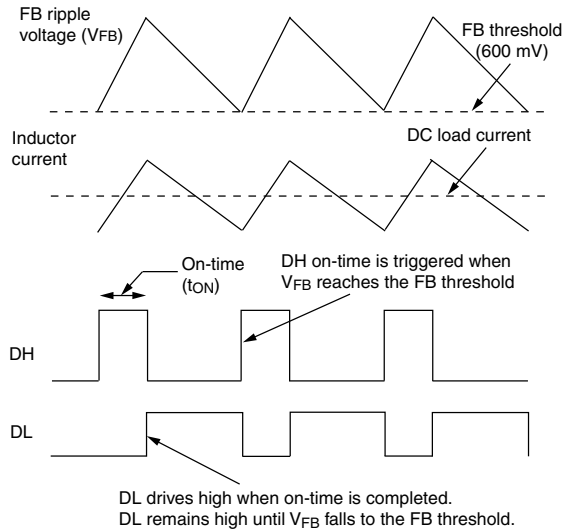 FB ripple
voltage (VFB)
FB threshold
(600 mV)
Inductor
current
DC load current
On-time
(tON)
DH on-time is triggered when
VFB reaches the FB threshold
DH
DL
DL drives high when on-time is completed.
DL remains high until VFB falls to the FB threshold.